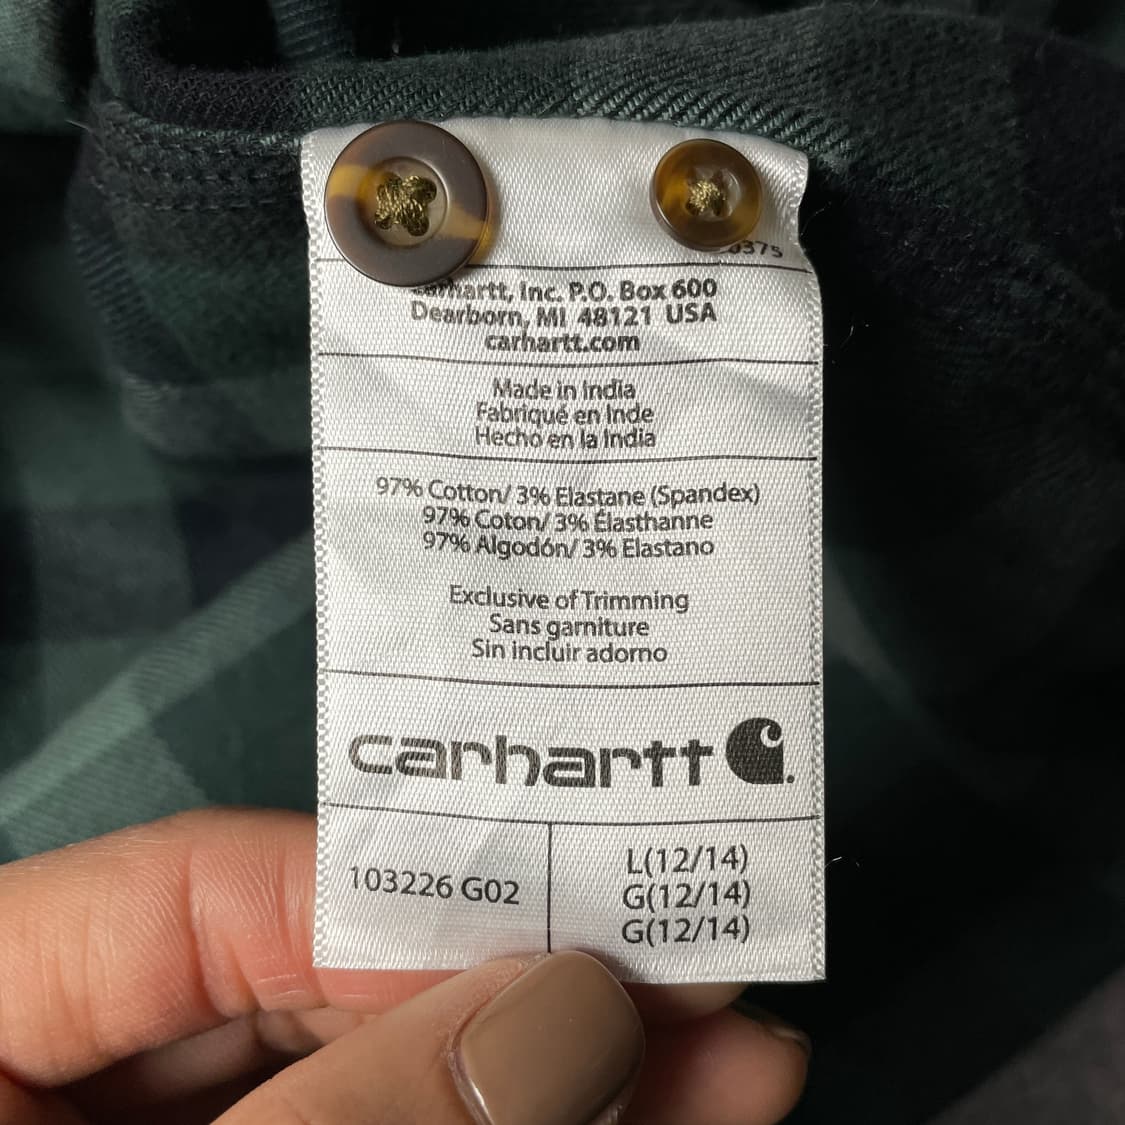 0375
Carhartt, Inc. P.O. Box 600
Dearborn, MI 48121 USA
carhartt.com
Made in India
Fabriqué en Inde
Hecho en la India
97% Cotton/ 3% Elastane (Spandex)
97% Coton/ 3% Élasthanne
97% Algodón/ 3% Elastano
Exclusive of Trimming
Sans garniture
Sin incluir adorno
carhartt
103226 G02
L(12/14)
G(12/14)
G(12/14)